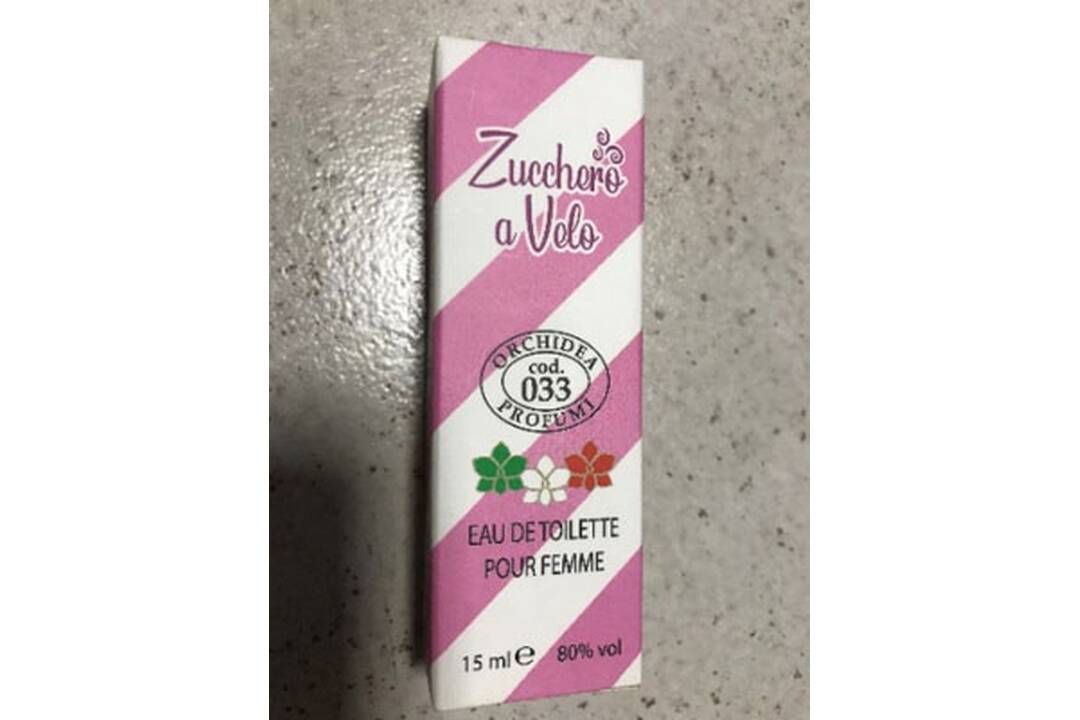 Zucchero
a Velo
ORCHIDEA
cod.
033
PROFUMI
EAU DE TOILETTE
POUR FEMME
15 ml ℮ 80% vol